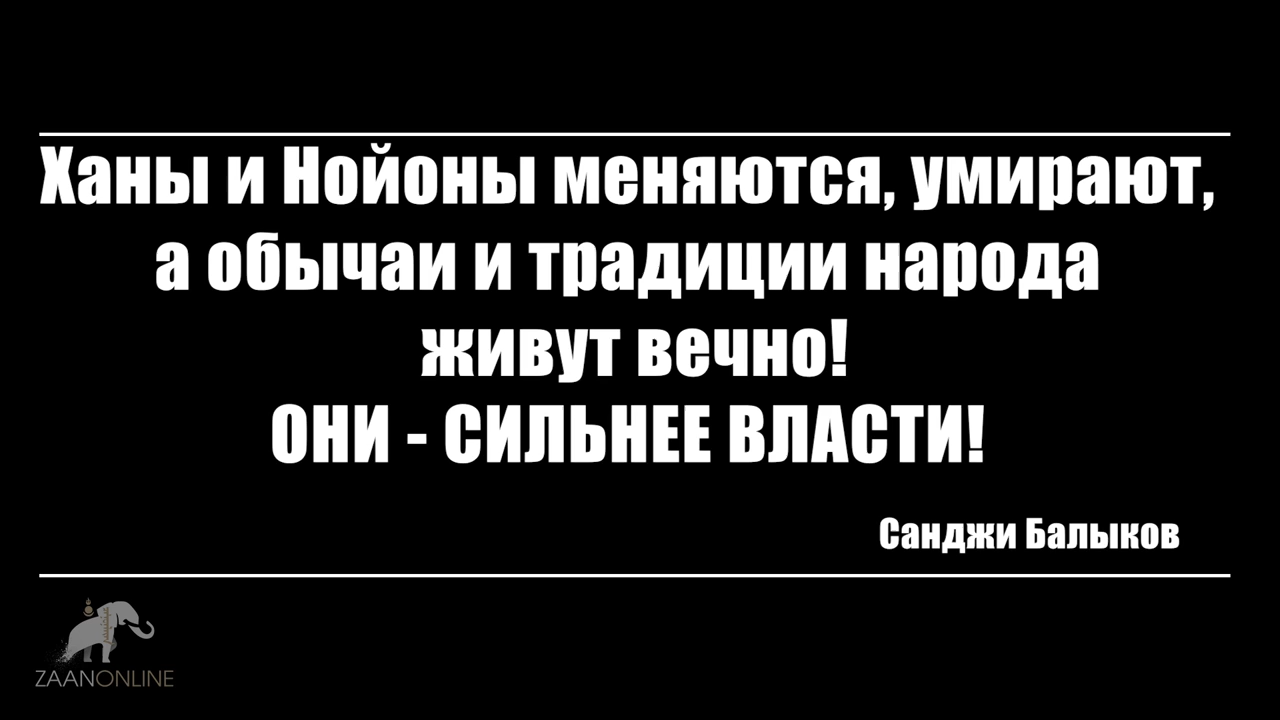 Ханы и Нойоны меняются, умирают,
а обычаи и традиции народа
живут вечно!
ОНИ - СИЛЬНЕЕ ВЛАСТИ!
Санджи Балыков
ZAANONLINE